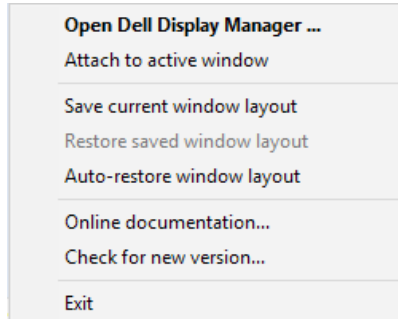 Open Dell Display Manager ...
Attach to active window
Save current window layout
Restore saved window layout
Auto-restore window layout
Online documentation...
Check for new version...
Exit